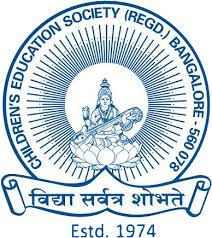 CHILDREN'S EDUCATION SOCIETY (REGD.) BANGALORE - 560 078
विद्या सर्वत्र शोभते
Estd. 1974